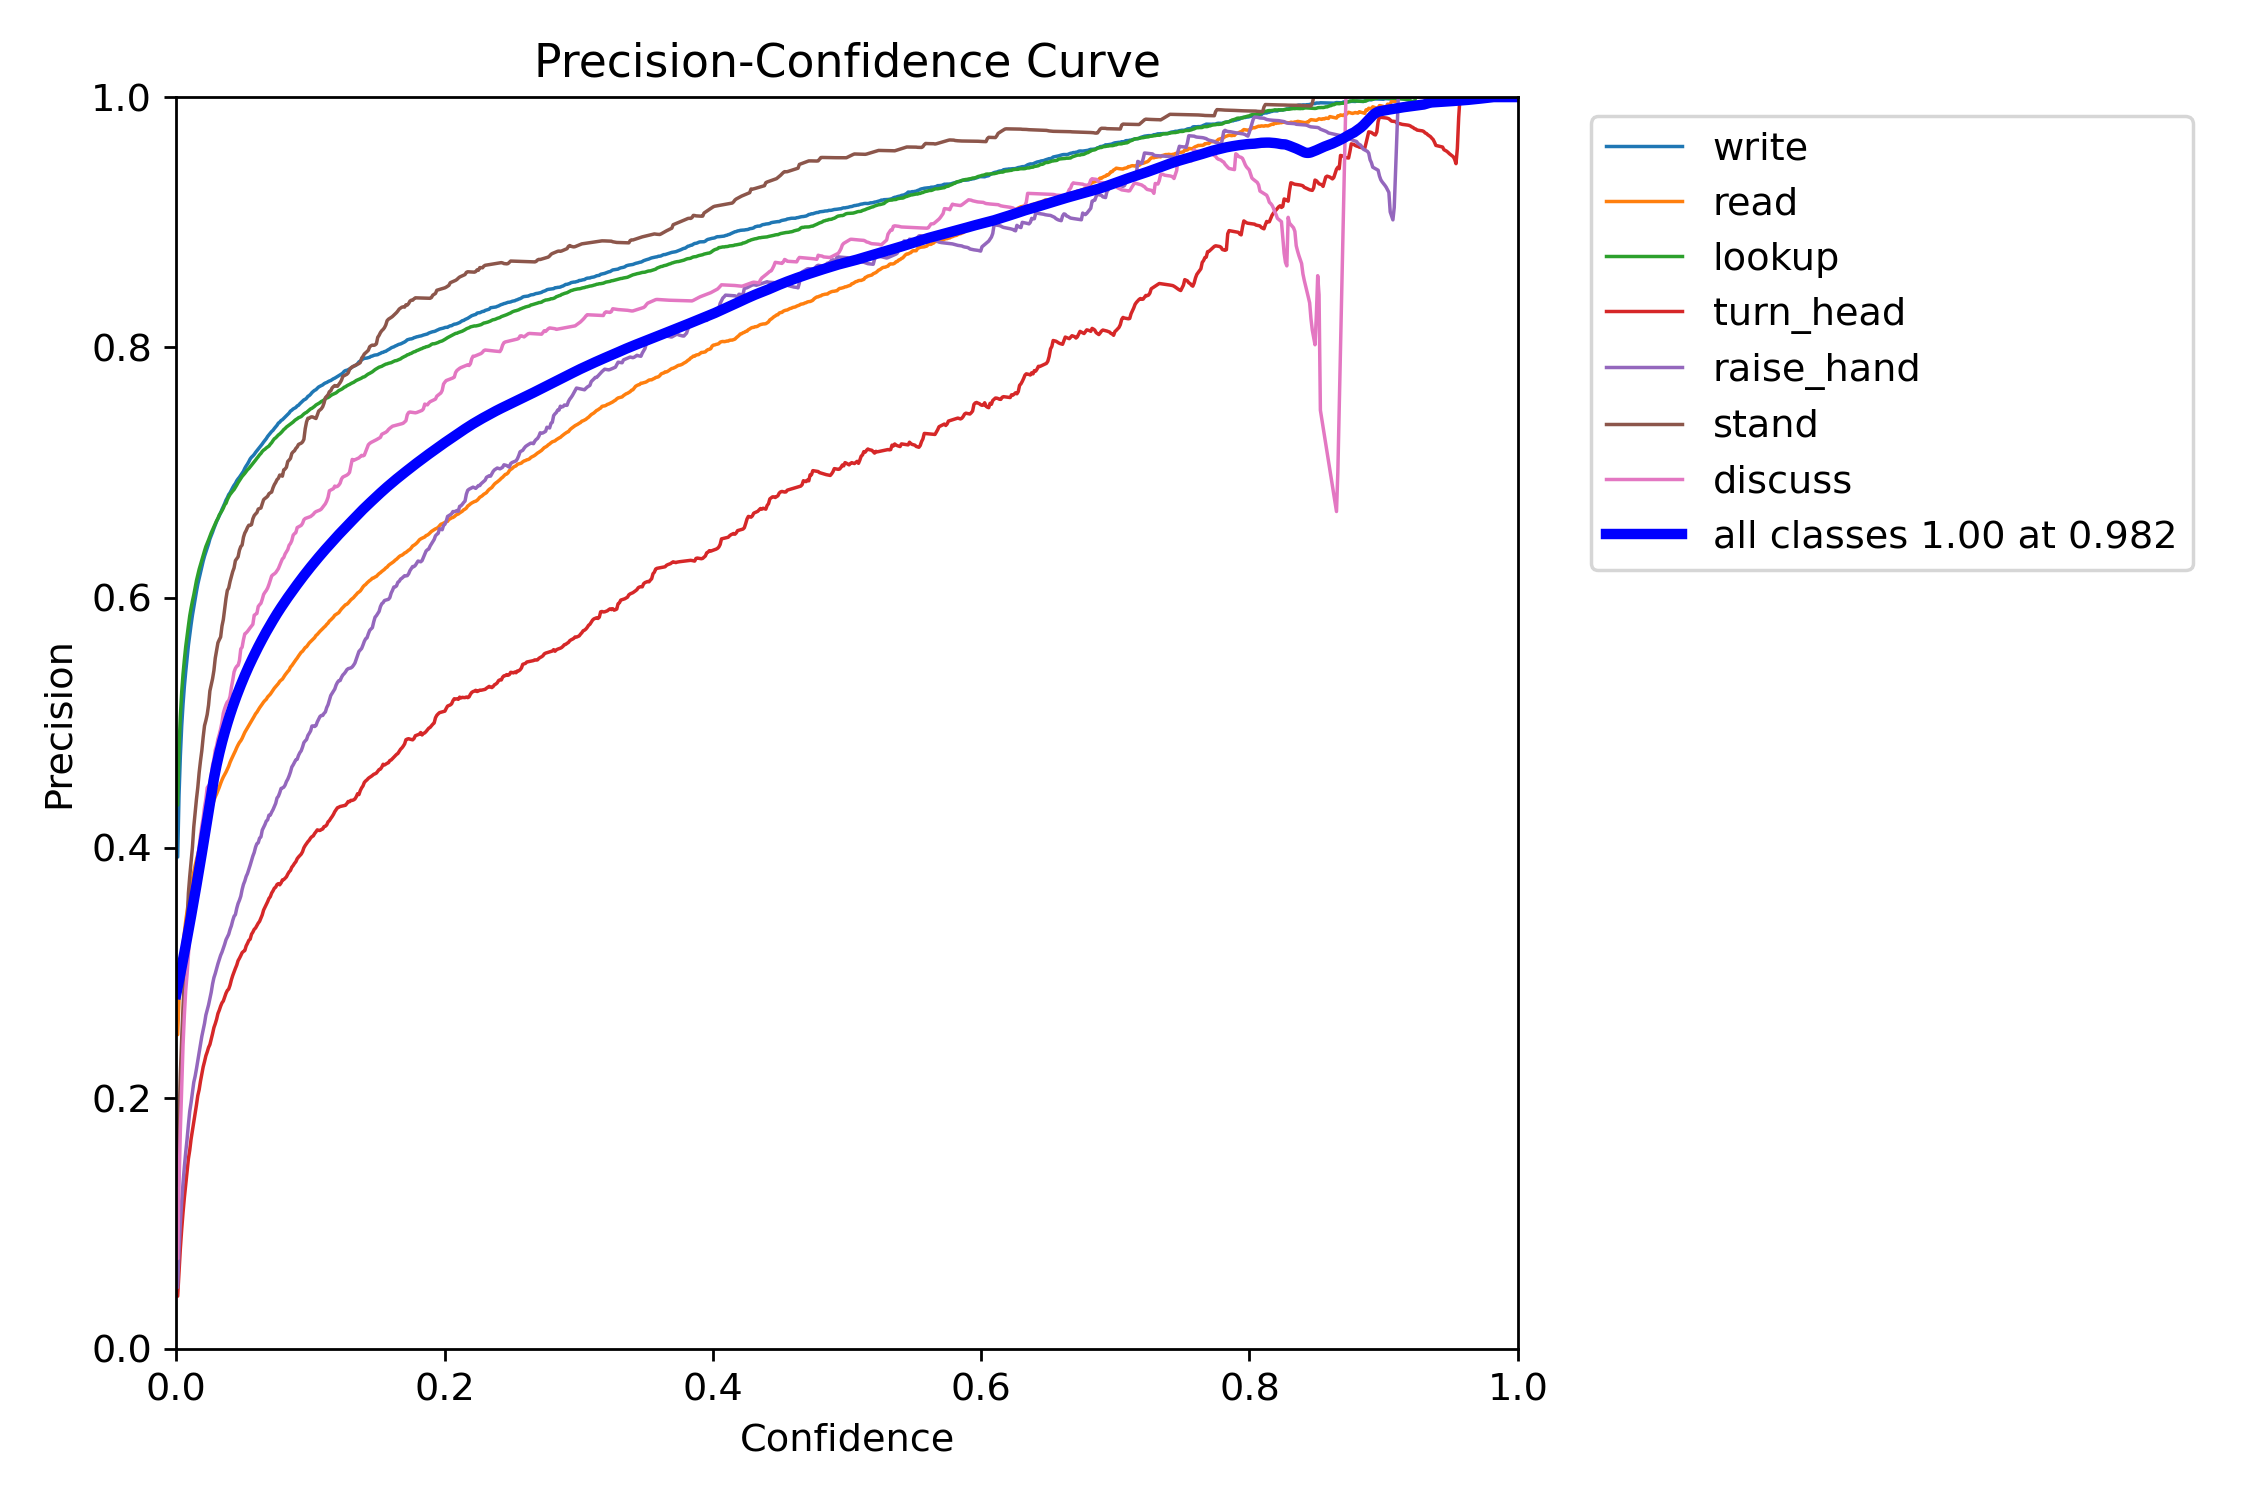 Precision-Confidence Curve
1.0
0.8
0.6
0.4
0.2
0.0
Precision
0.0 0.2 0.4 0.6 0.8 1.0
Confidence
write
read
lookup
turn_head
raise_hand
stand
discuss
all classes 1.00 at 0.982